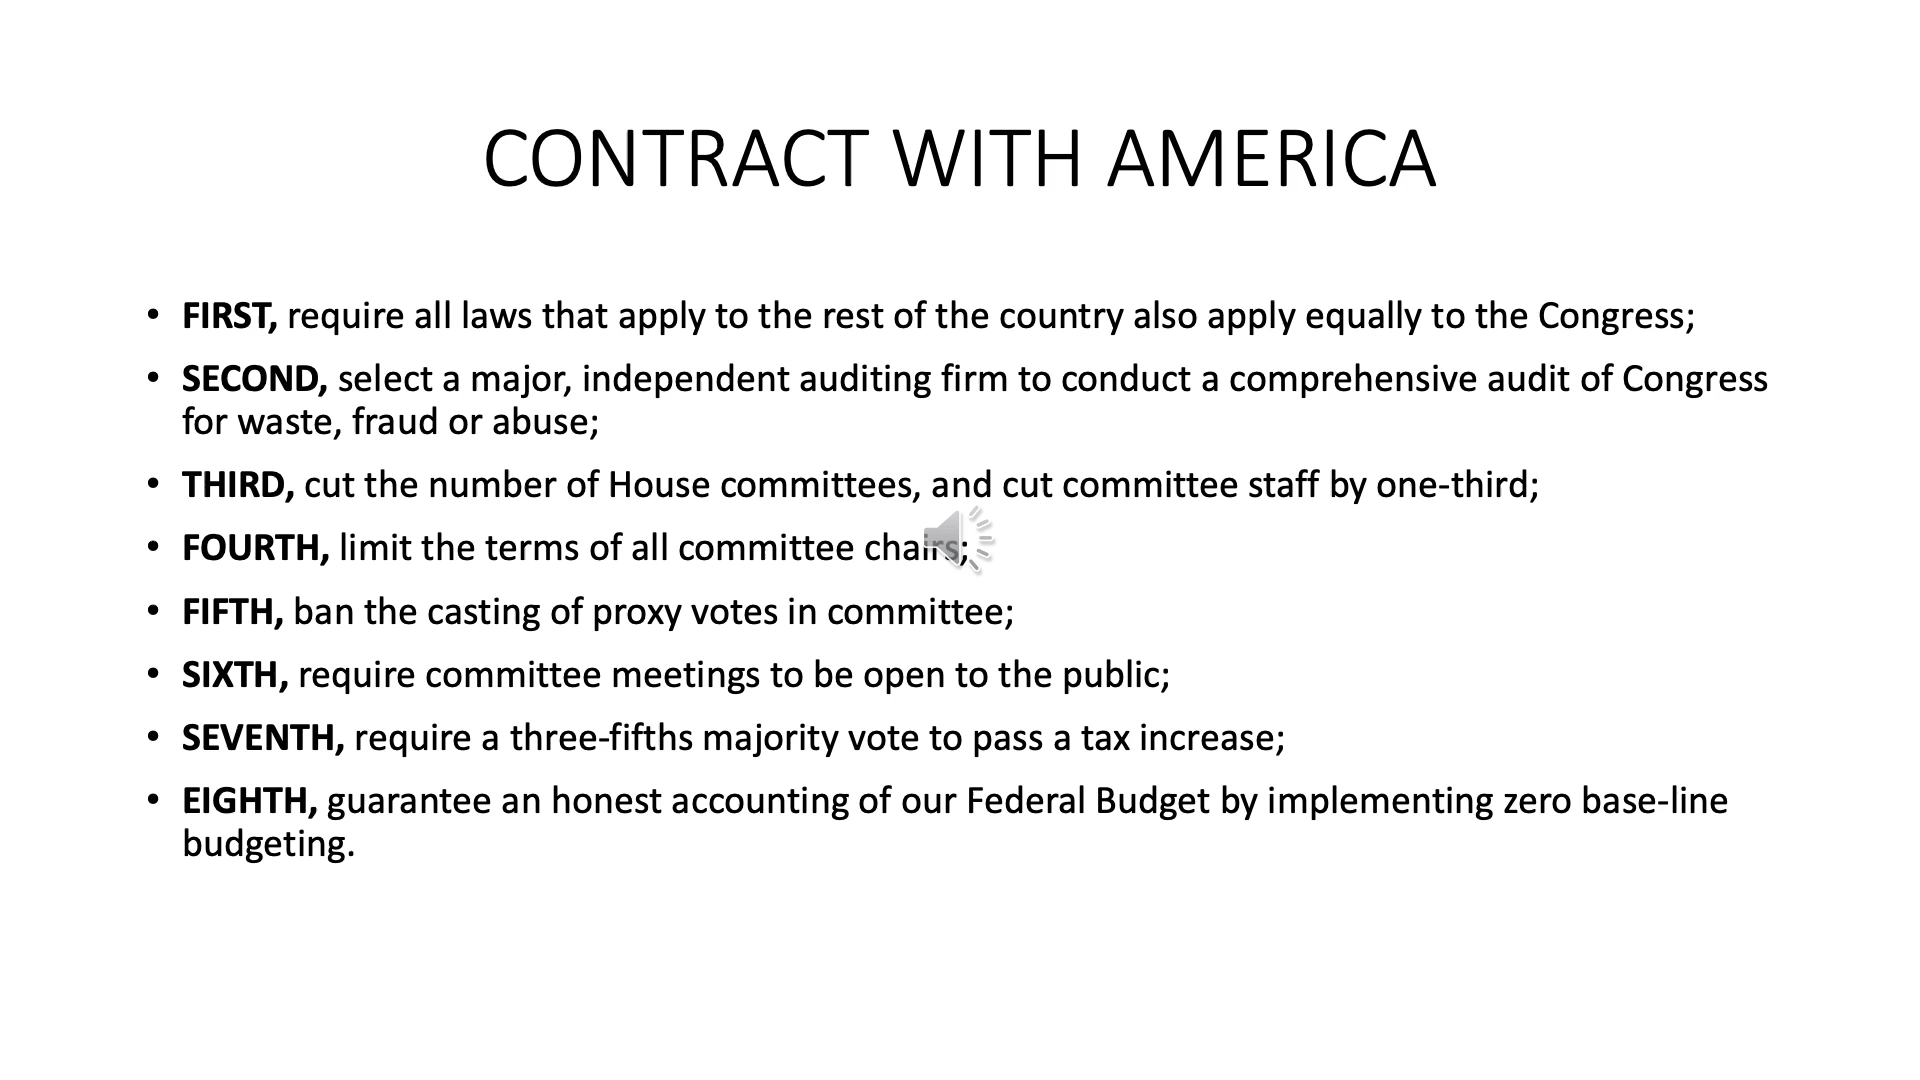 CONTRACT WITH AMERICA
• FIRST, require all laws that apply to the rest of the country also apply equally to the Congress;
• SECOND, select a major, independent auditing firm to conduct a comprehensive audit of Congress
for waste, fraud or abuse;
• THIRD, cut the number of House committees, and cut committee staff by one-third;
• FOURTH, limit the terms of all committee chairs;
• FIFTH, ban the casting of proxy votes in committee;
• SIXTH, require committee meetings to be open to the public;
• SEVENTH, require a three-fifths majority vote to pass a tax increase;
• EIGHTH, guarantee an honest accounting of our Federal Budget by implementing zero base-line
budgeting.